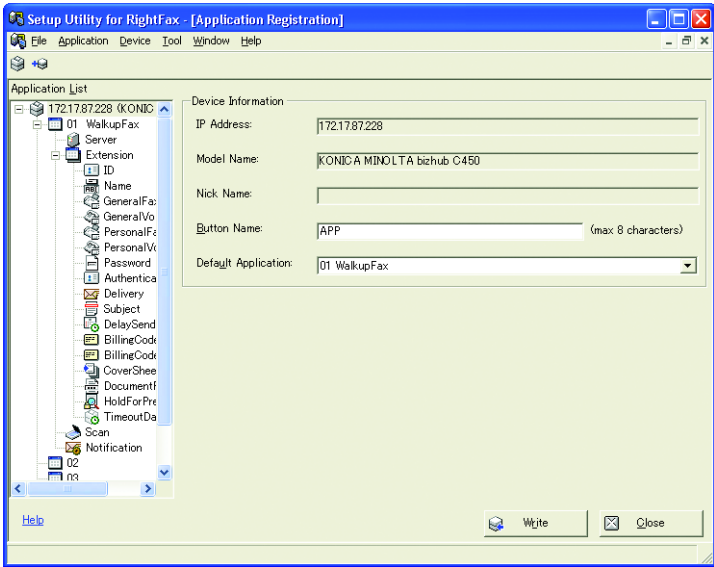 Setup Utility for RightFax - [Application Registration]
File Application Device Tool Window Help
Application List
172.17.87.228 (KONIC
01 WalkupFax
Server
Extension
ID
Name
GeneralFa
GeneralVo
PersonalFa
PersonalVo
Password
Authentica
Delivery
Subject
DelaySend
BillingCode
BillingCode
CoverShee
DocumentF
HoldForPre
TimeoutDa
Scan
Notification
02
03
Device Information
IP Address: 172.17.87.228
Model Name: KONICA MINOLTA bizhub C450
Nick Name:
Button Name: APP (max 8 characters)
Default Application: 01 WalkupFax
Help
Write Close